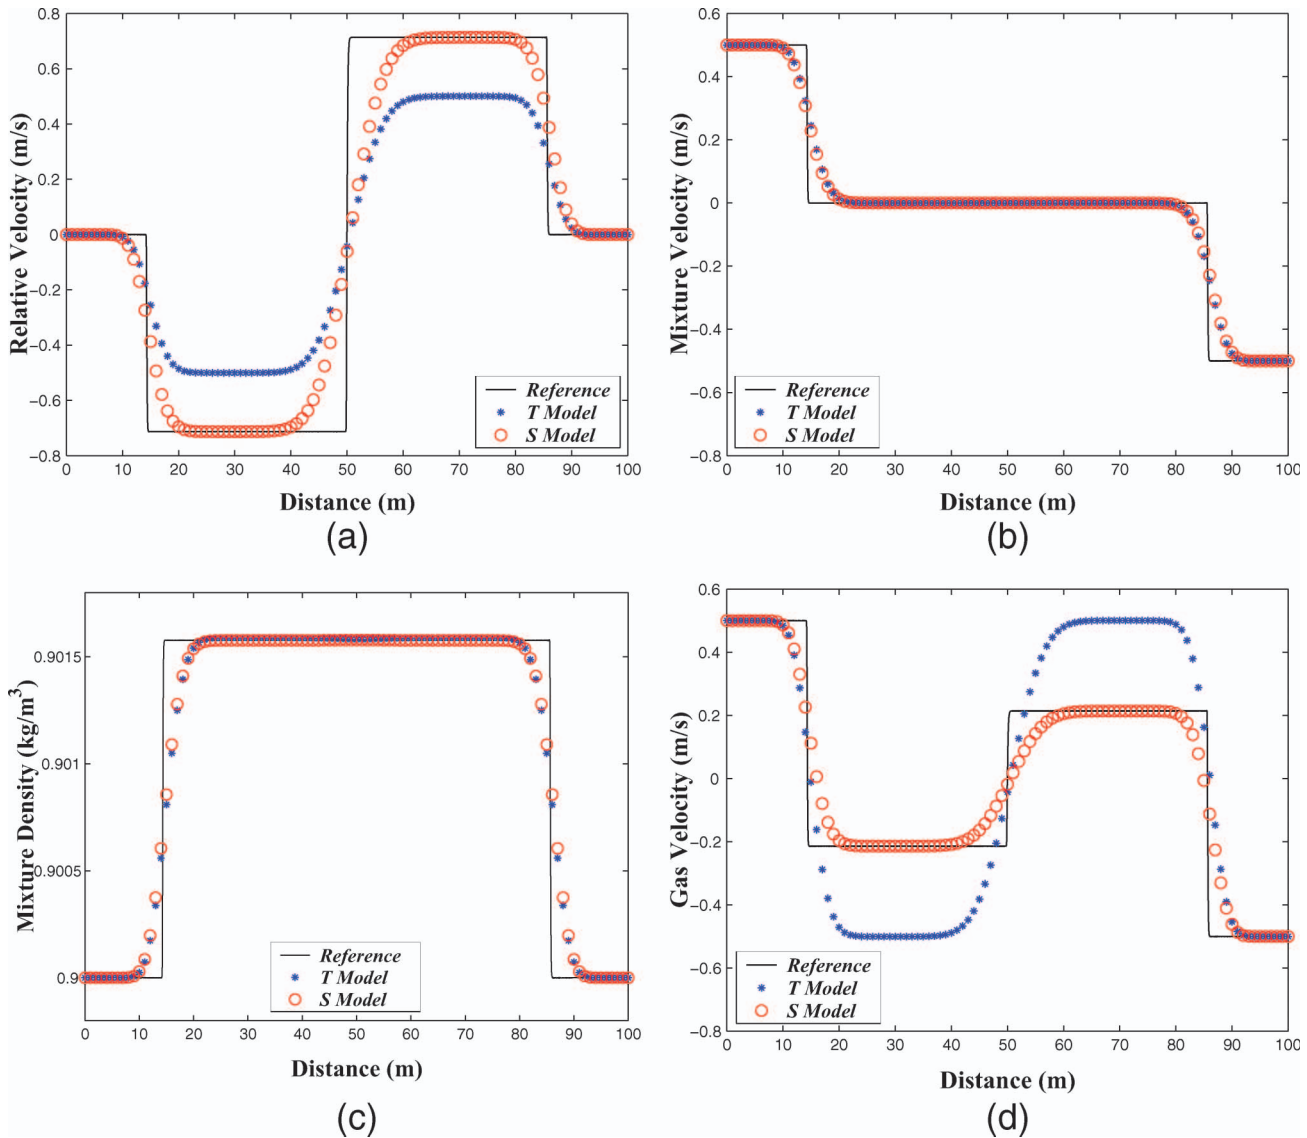 0.8
0.6
0.4
0.2
0
−0.2
−0.4
−0.6
−0.8
0 10 20 30 40 50 60 70 80 90 100
Relative Velocity (m/s)
Distance (m)
Reference
T Model
S Model
(a)
0.6
0.4
0.2
0
−0.2
−0.4
−0.6
−0.8
0 10 20 30 40 50 60 70 80 90 100
Mixture Velocity (m/s)
Distance (m)
Reference
T Model
S Model
(b)
0.9015
0.901
0.9005
0.9
0 10 20 30 40 50 60 70 80 90 100
Mixture Density (kg/m³)
Distance (m)
Reference
T Model
S Model
(c)
0.6
0.4
0.2
0
−0.2
−0.4
−0.6
−0.8
0 10 20 30 40 50 60 70 80 90 100
Gas Velocity (m/s)
Distance (m)
Reference
T Model
S Model
(d)